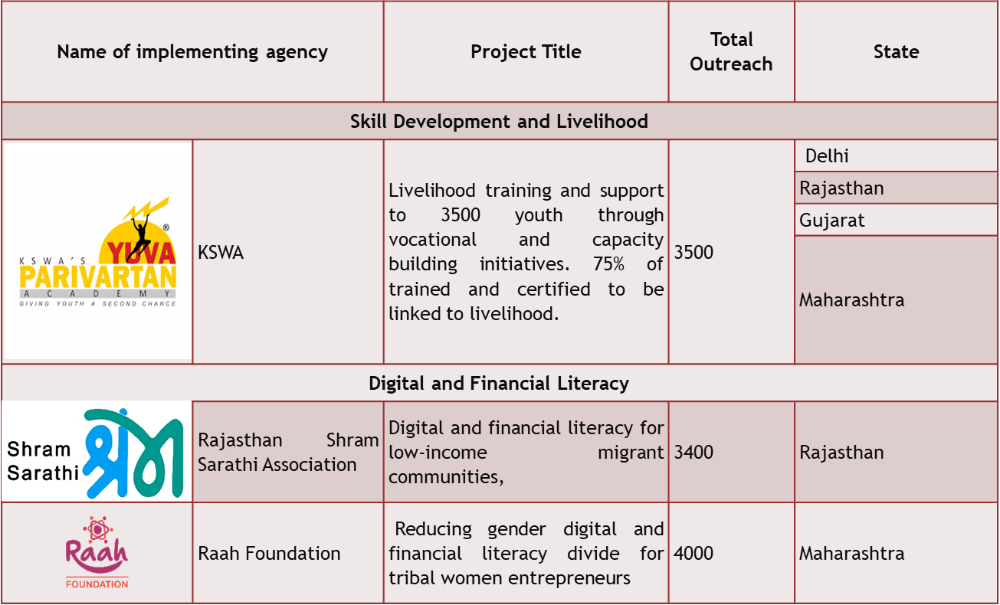 Name of implementing agency
Project Title
Total
Outreach
State
Skill Development and Livelihood
KSWA'S
YUVA
®
PARIVARTAN
ACADEMY
GIVING YOUTH A SECOND CHANCE
KSWA
Livelihood training and support
to 3500 youth through
vocational and capacity
building initiatives. 75% of
trained and certified to be
linked to livelihood.
3500
Delhi
Rajasthan
Gujarat
Maharashtra
Digital and Financial Literacy
Shram
Sarathi
श्रम
Rajasthan Shram
Sarathi Association
Digital and financial literacy for
low-income migrant
communities,
3400
Rajasthan
Raah
FOUNDATION
Raah Foundation
Reducing gender digital and
financial literacy divide for
tribal women entrepreneurs
4000
Maharashtra